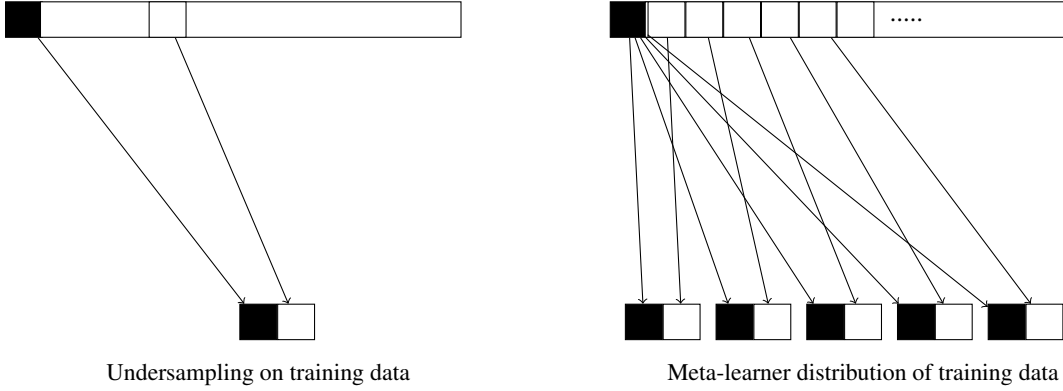 .....
Undersampling on training data
Meta-learner distribution of training data